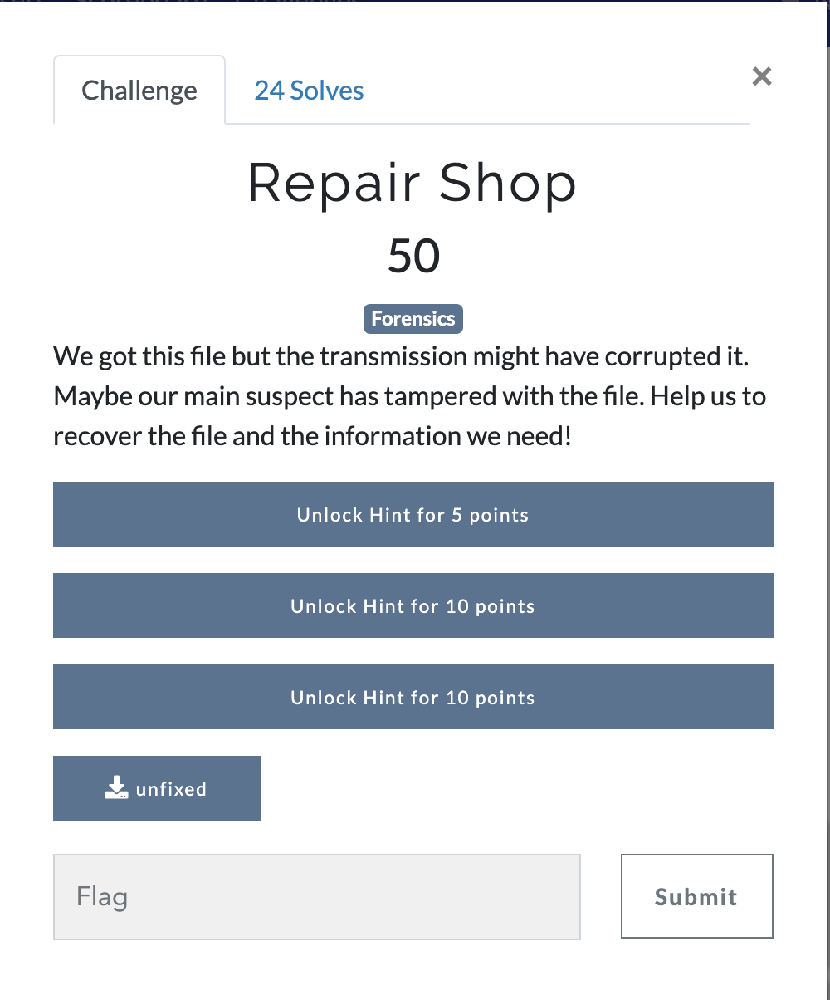 Challenge
24 Solves
×
Repair Shop
50
Forensics
We got this file but the transmission might have corrupted it.
Maybe our main suspect has tampered with the file. Help us to
recover the file and the information we need!
Unlock Hint for 5 points
Unlock Hint for 10 points
Unlock Hint for 10 points
unfixed
Flag
Submit